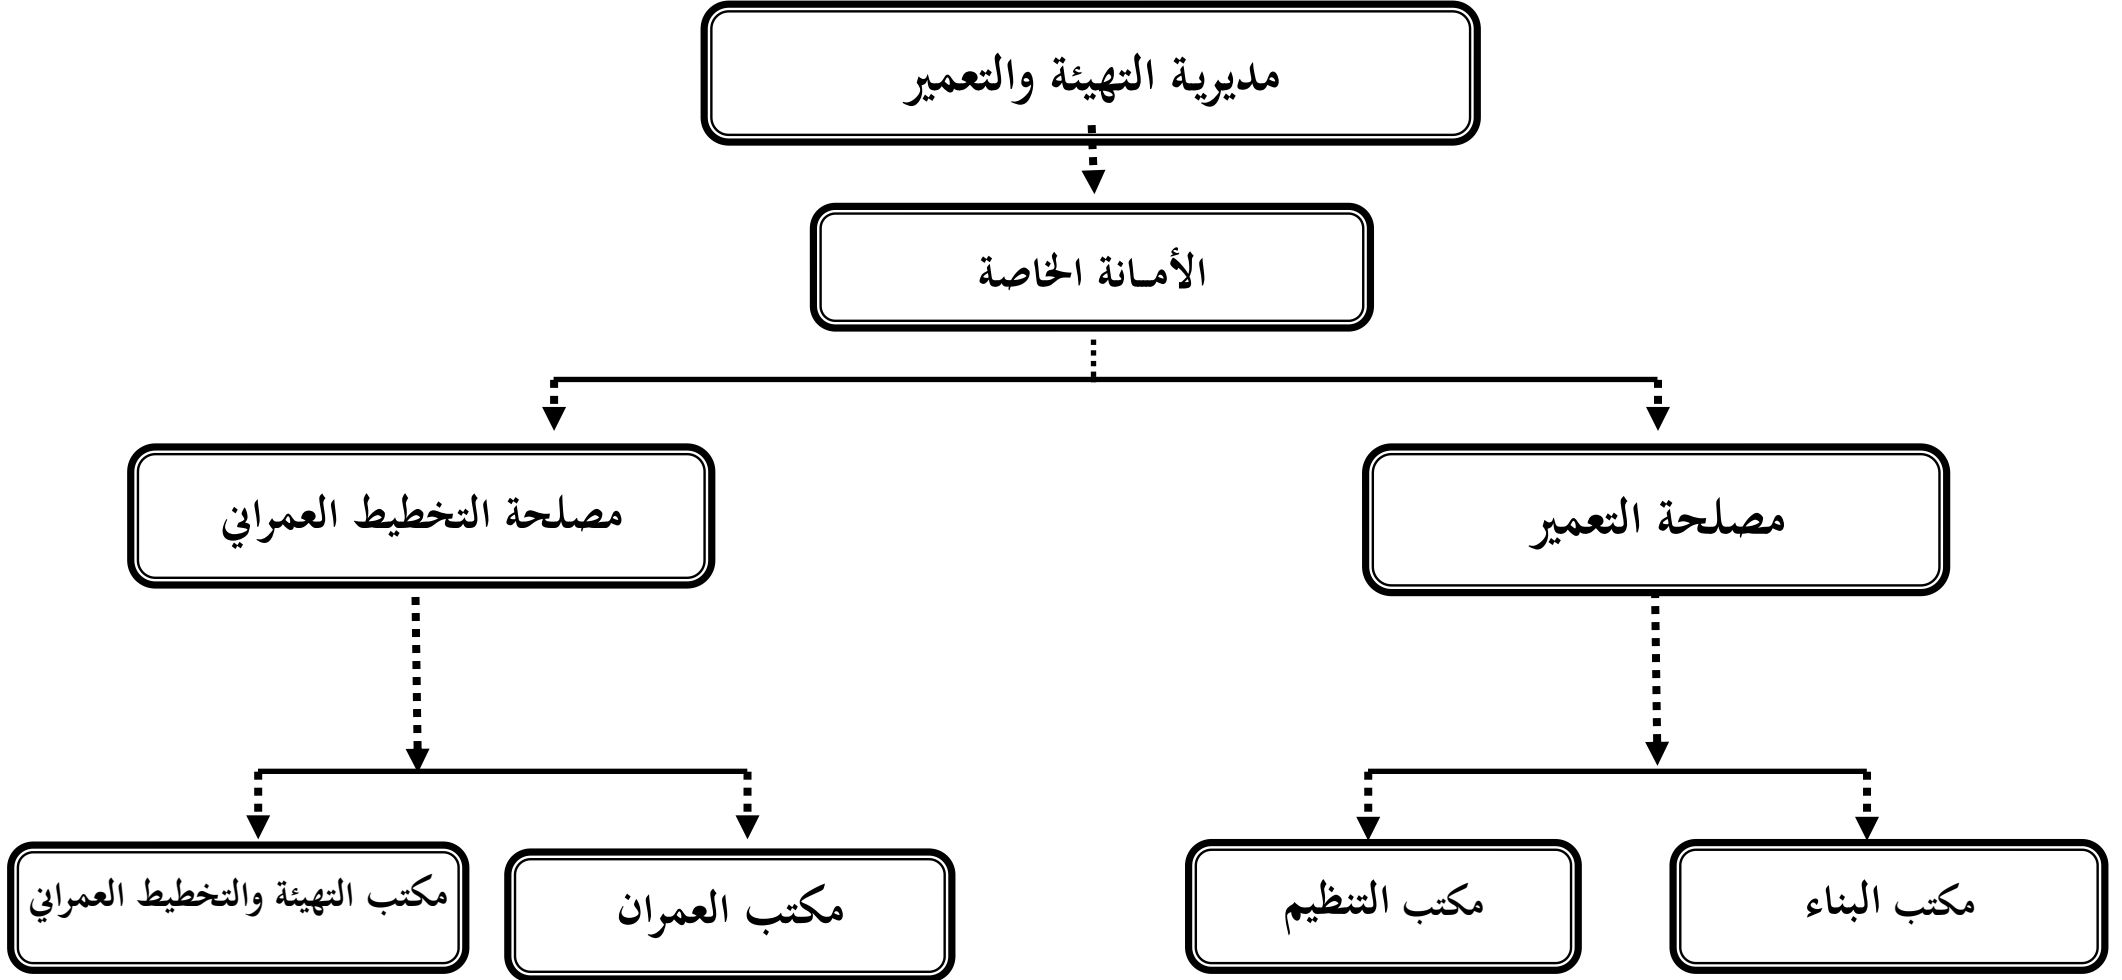 مديرية التهيئة والتعمير
الأمـانة الخاصة
مصلحة التعمير
مصلحة التخطيط العمراني
مكتب البناء
مكتب التنظيم
مكتب العمران
مكتب التهيئة والتخطيط العمراني